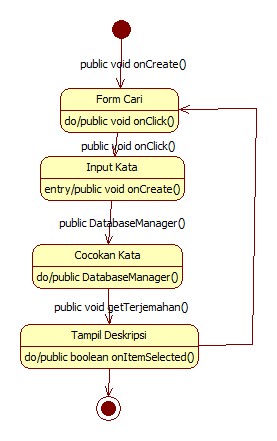 public void onCreate()
Form Cari
do/public void onClick()
public void onClick()
Input Kata
entry/public void onCreate()
public DatabaseManager()
Cocokan Kata
do/public DatabaseManager()
public void getTerjemahan()
Tampil Deskripsi
do/public boolean onItemSelected()